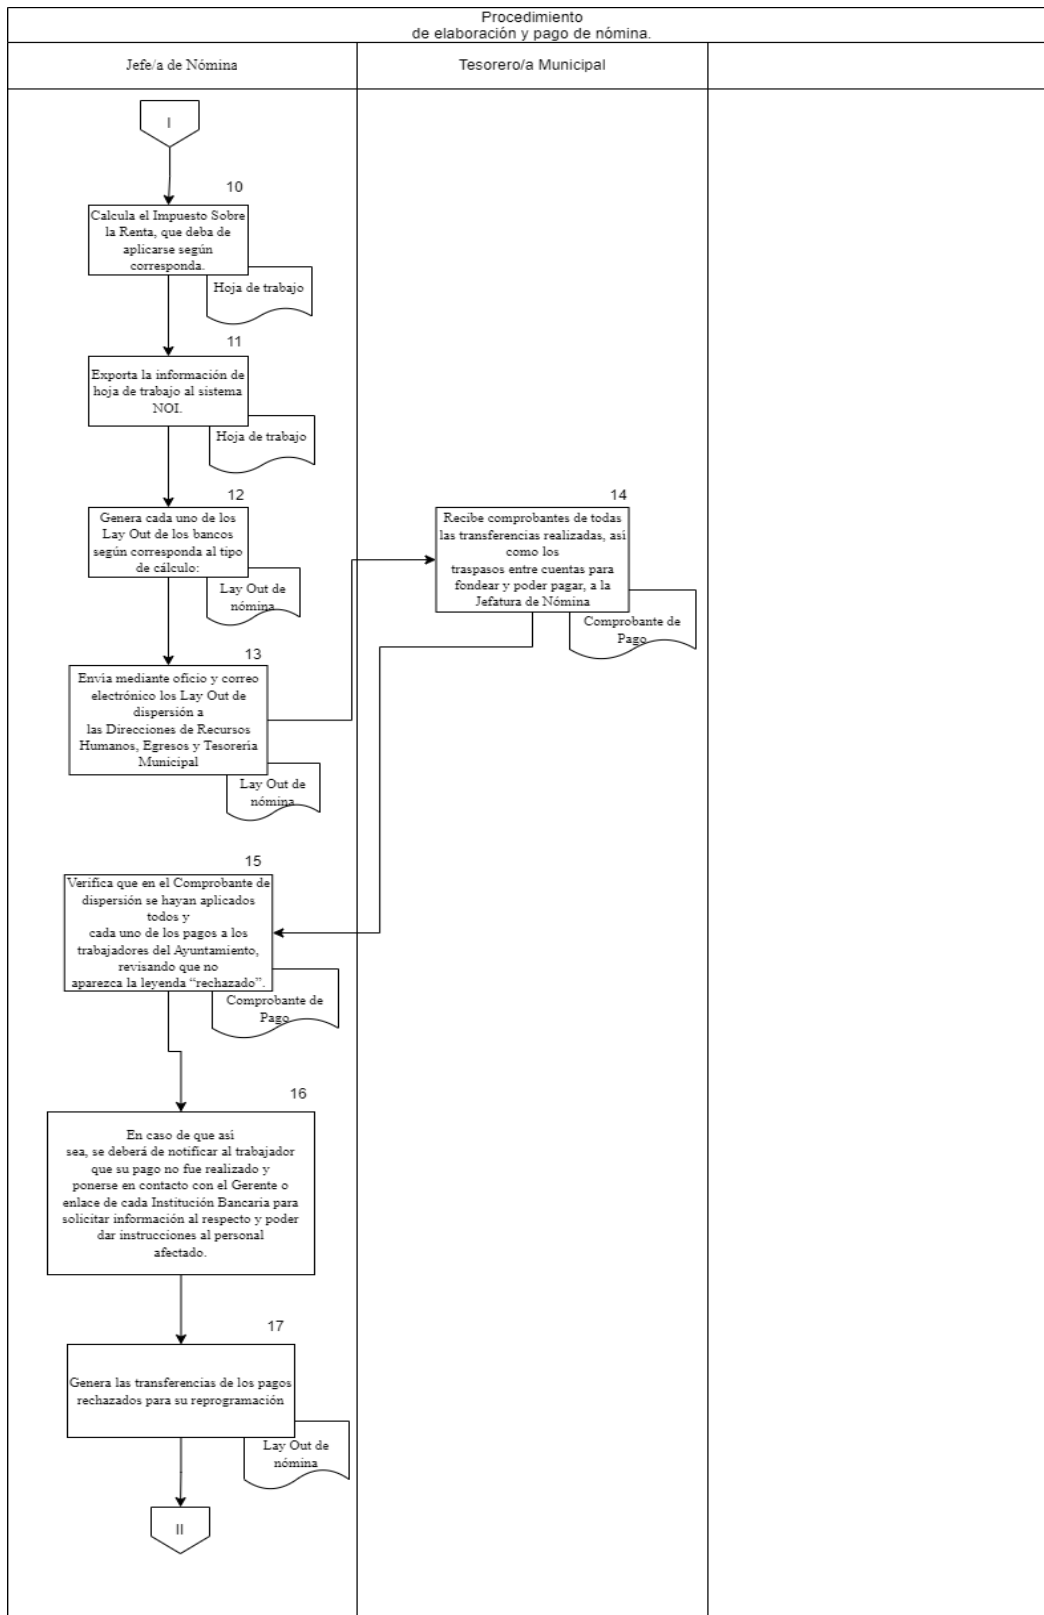 Procedimiento
de elaboración y pago de nómina.
Jefe/a de Nómina
Tesorero/a Municipal
I
10
Calcula el Impuesto Sobre
la Renta, que deba de
aplicarse según
corresponda.
Hoja de trabajo
11
Exporta la información de
hoja de trabajo al sistema
NOI.
Hoja de trabajo
12
Genera cada uno de los
Lay Out de los bancos
según corresponda al tipo
de cálculo:
Lay Out de
nómina
13
Envía mediante oficio y correo
electrónico los Lay Out de
dispersión a
las Direcciones de Recursos
Humanos, Egresos y Tesorería
Municipal
Lay Out de
nómina
14
Recibe comprobantes de todas
las transferencias realizadas, así
como los
traspasos entre cuentas para
fondear y poder pagar, a la
Jefatura de Nómina
Comprobante de
Pago
15
Verifica que en el Comprobante de
dispersión se hayan aplicados
todos y
cada uno de los pagos a los
trabajadores del Ayuntamiento,
revisando que no
aparezca la leyenda “rechazado”.
Comprobante de
Pago
16
En caso de que así
sea, se deberá de notificar al trabajador
que su pago no fue realizado y
ponerse en contacto con el Gerente o
enlace de cada Institución Bancaria para
solicitar información al respecto y poder
dar instrucciones al personal
afectado.
17
Genera las transferencias de los pagos
rechazados para su reprogramación
Lay Out de
nómina
II